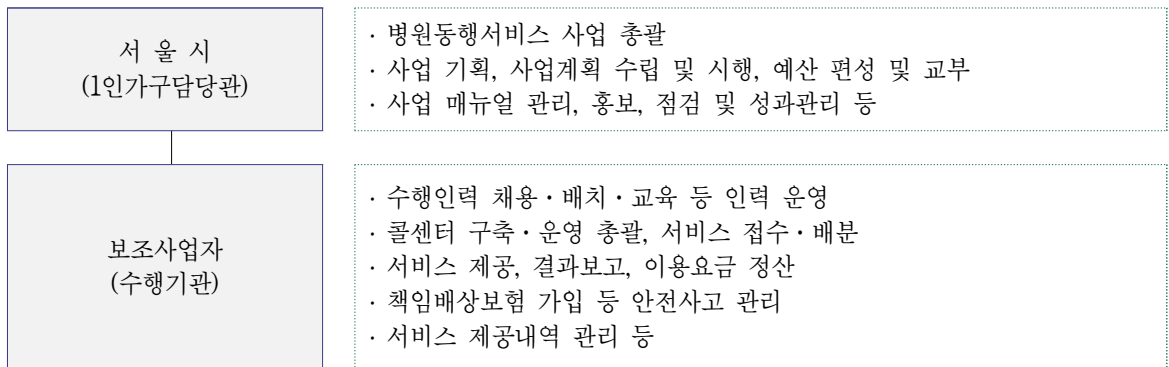 서 울 시
(1인가구담당관)
· 병원동행서비스 사업 총괄
· 사업 기획, 사업계획 수립 및 시행, 예산 편성 및 교부
· 사업 매뉴얼 관리, 홍보, 점검 및 성과관리 등
보조사업자
(수행기관)
· 수행인력 채용·배치·교육 등 인력 운영
· 콜센터 구축·운영 총괄, 서비스 접수·배분
· 서비스 제공, 결과보고, 이용요금 정산
· 책임배상보험 가입 등 안전사고 관리
· 서비스 제공내역 관리 등